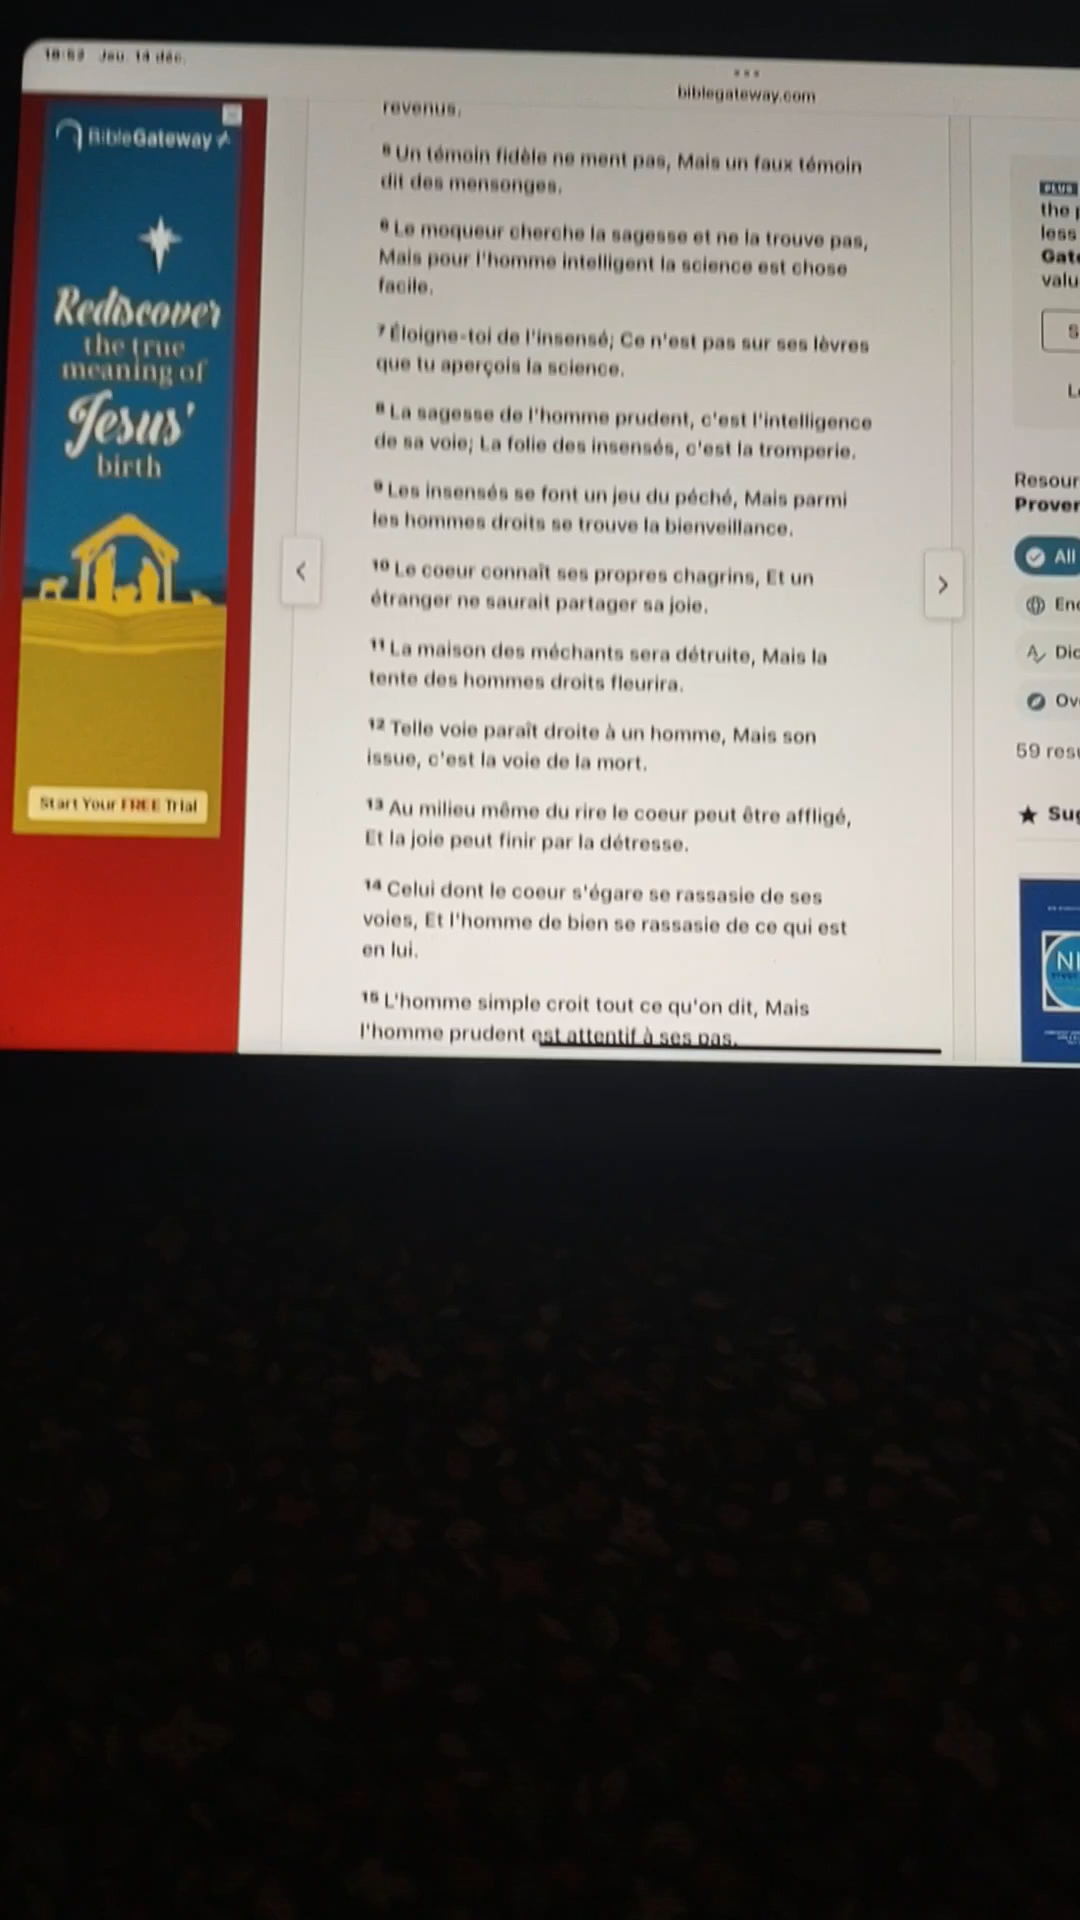 18:53 Jeu. 14 déc.
biblegateway.com
BibleGateway +
Rediscover
the true
meaning of
Jesus'
birth
Start Your FREE Trial
revenus.
5 Un témoin fidèle ne ment pas, Mais un faux témoin
dit des mensonges.
6 Le moqueur cherche la sagesse et ne la trouve pas,
Mais pour l'homme intelligent la science est chose
facile.
7 Éloigne-toi de l'insensé; Ce n'est pas sur ses lèvres
que tu aperçois la science.
8 La sagesse de l'homme prudent, c'est l'intelligence
de sa voie; La folie des insensés, c'est la tromperie.
9 Les insensés se font un jeu du péché, Mais parmi
les hommes droits se trouve la bienveillance.
10 Le coeur connaît ses propres chagrins, Et un
étranger ne saurait partager sa joie.
11 La maison des méchants sera détruite, Mais la
tente des hommes droits fleurira.
12 Telle voie paraît droite à un homme, Mais son
issue, c'est la voie de la mort.
13 Au milieu même du rire le coeur peut être affligé,
Et la joie peut finir par la détresse.
14 Celui dont le coeur s'égare se rassasie de ses
voies, Et l'homme de bien se rassasie de ce qui est
en lui.
15 L'homme simple croit tout ce qu'on dit, Mais
l'homme prudent est attentif à ses pas.
PLUS
the p
less
Gate
valu
S
Lo
Resour
Prover
All
Enc
Dic
Ove
59 resu
Sug
NI